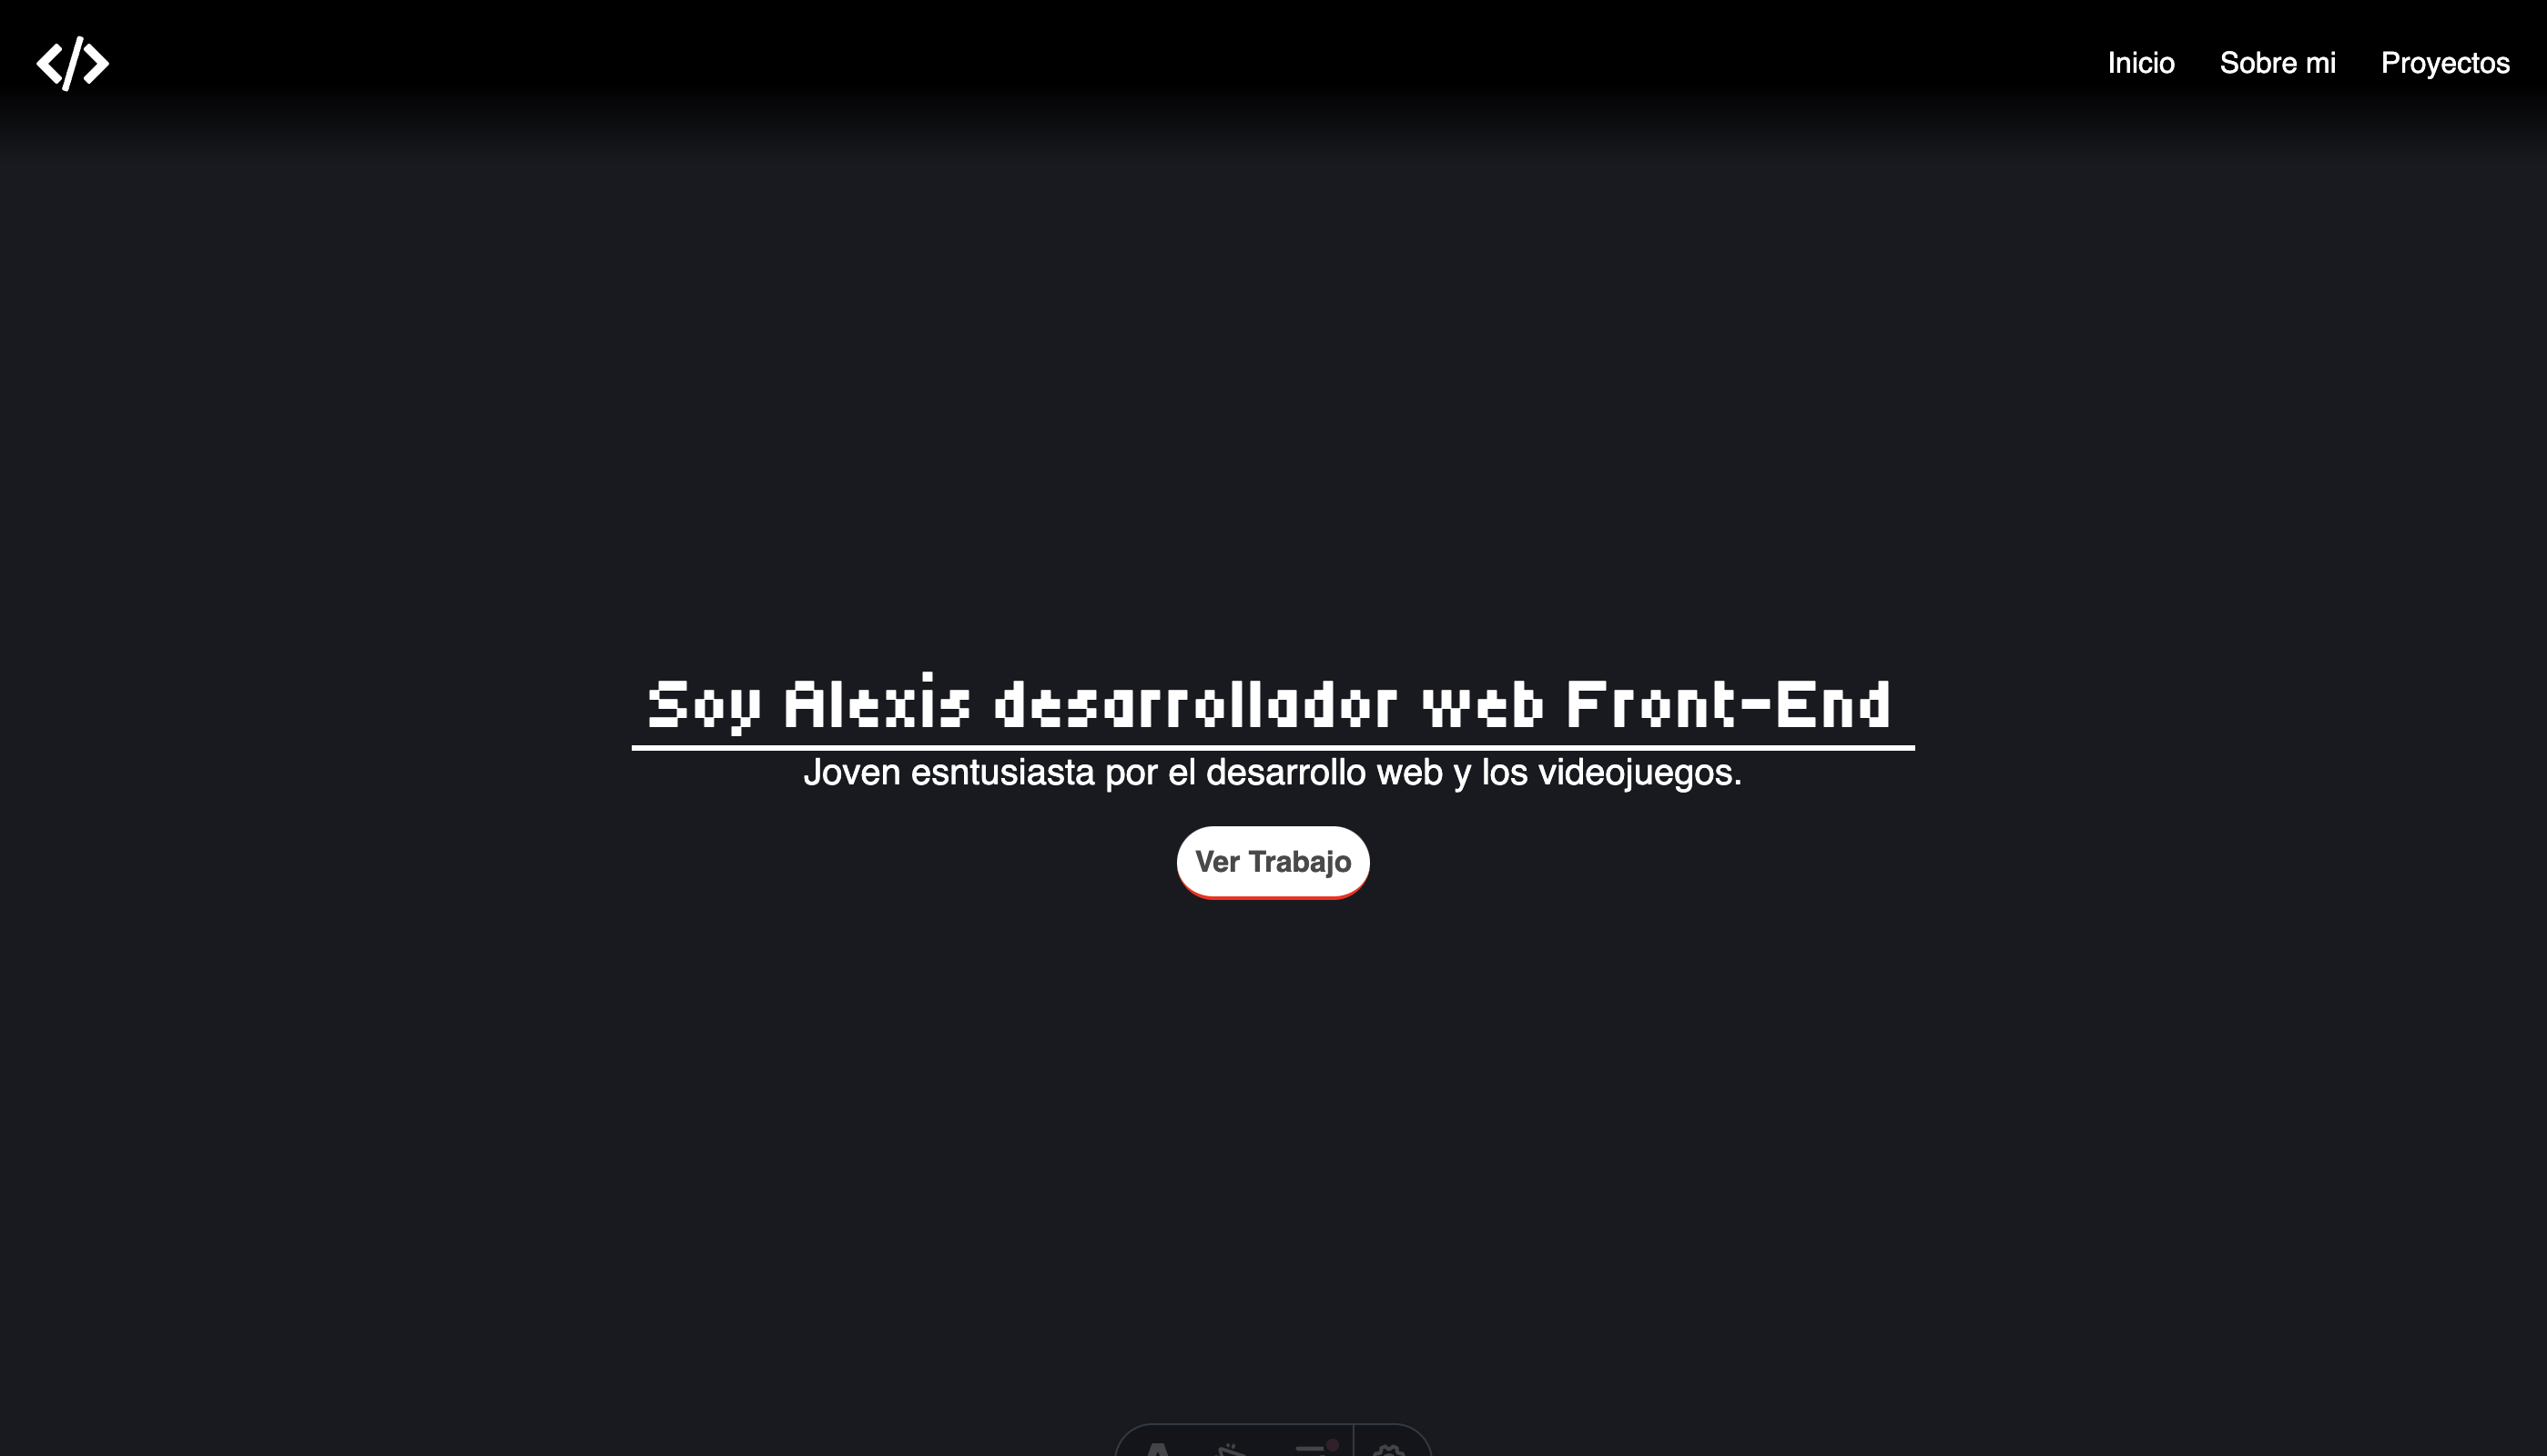 </>
Inicio Sobre mi Proyectos
Soy Alexis desarrollador web Front-End
Joven esntusiasta por el desarrollo web y los videojuegos.
Ver Trabajo